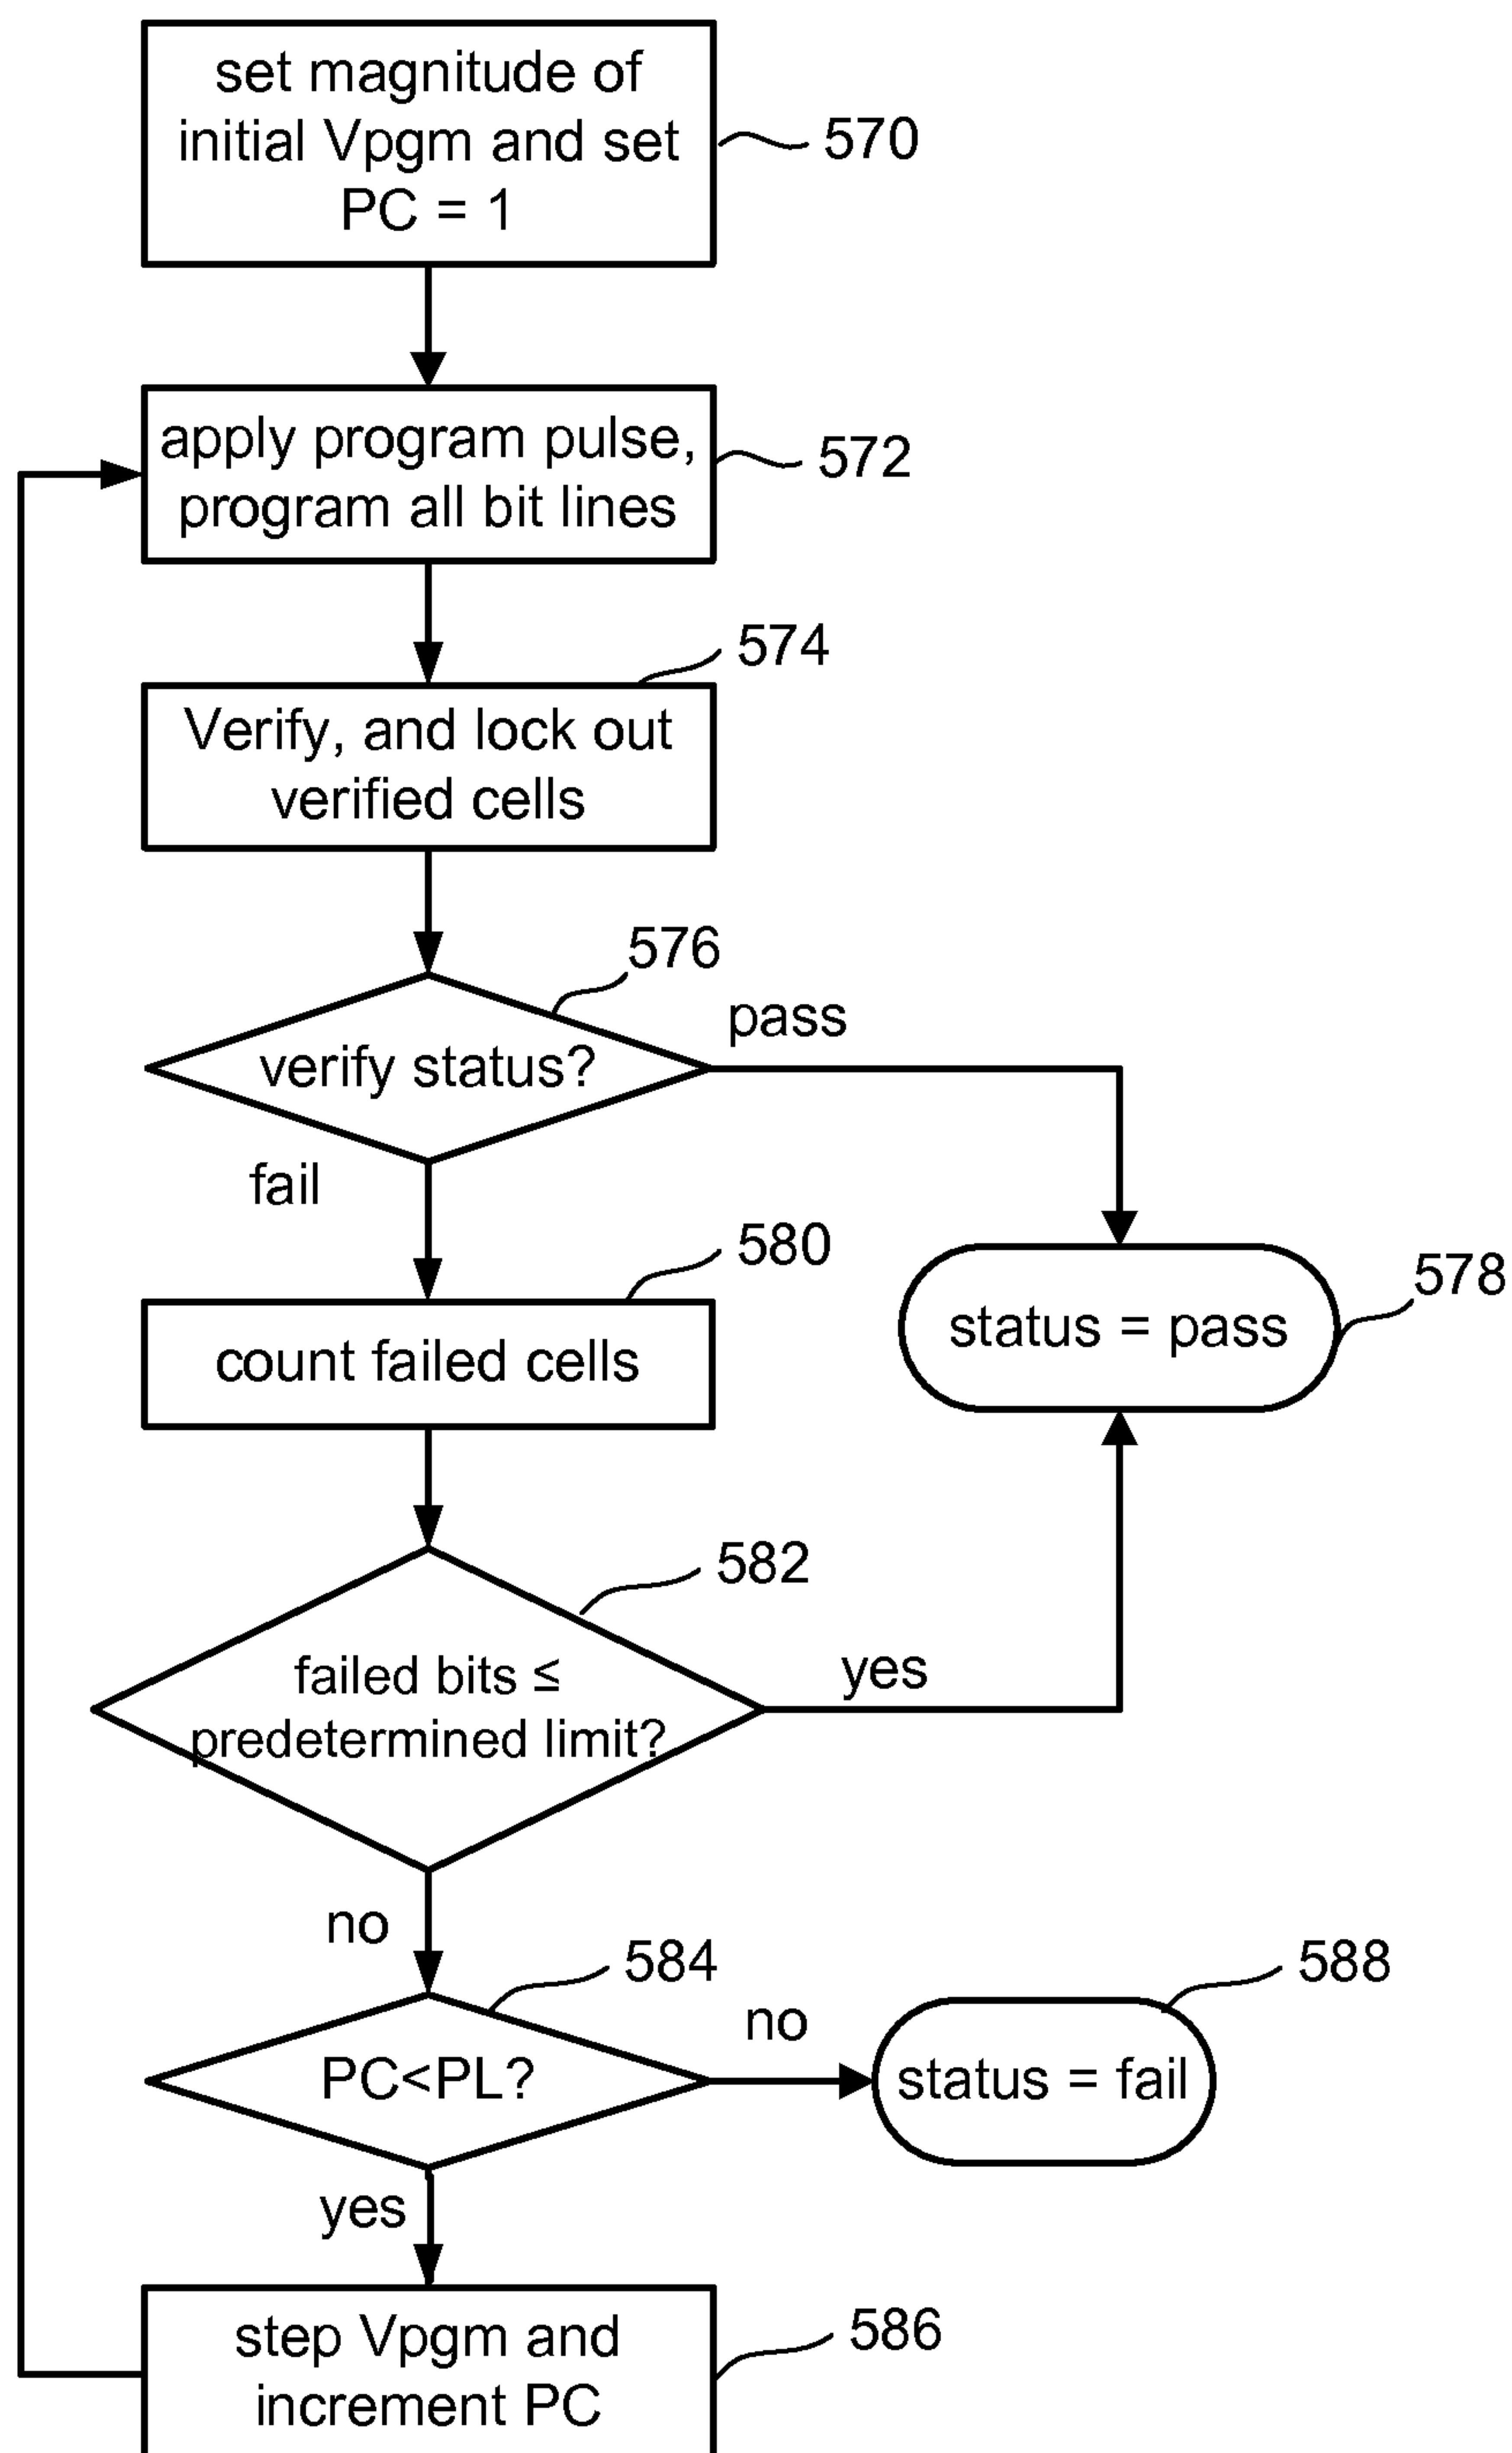 set magnitude of
initial Vpgm and set
PC = 1
570
apply program pulse,
program all bit lines
572
574
Verify, and lock out
verified cells
576
pass
verify status?
fail
580
578
status = pass
count failed cells
582
failed bits ≤
predetermined limit?
yes
no
584
588
no
PC<PL?
status = fail
yes
step Vpgm and
increment PC
586